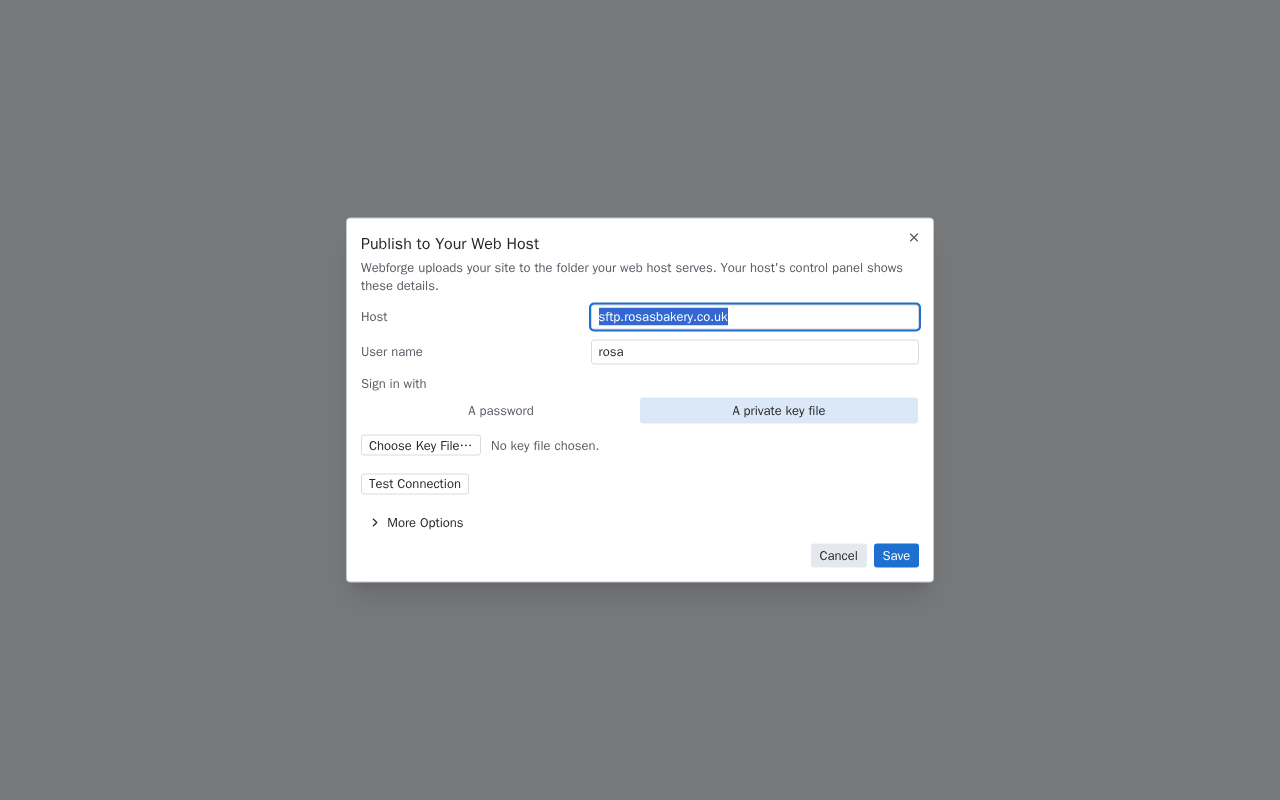 Publish to Your Web Host
Webforge uploads your site to the folder your web host serves. Your host's control panel shows
these details.
Host
sftp.rosasbakery.co.uk
User name
rosa
Sign in with
A password
A private key file
Choose Key File…
No key file chosen.
Test Connection
More Options
Cancel
Save